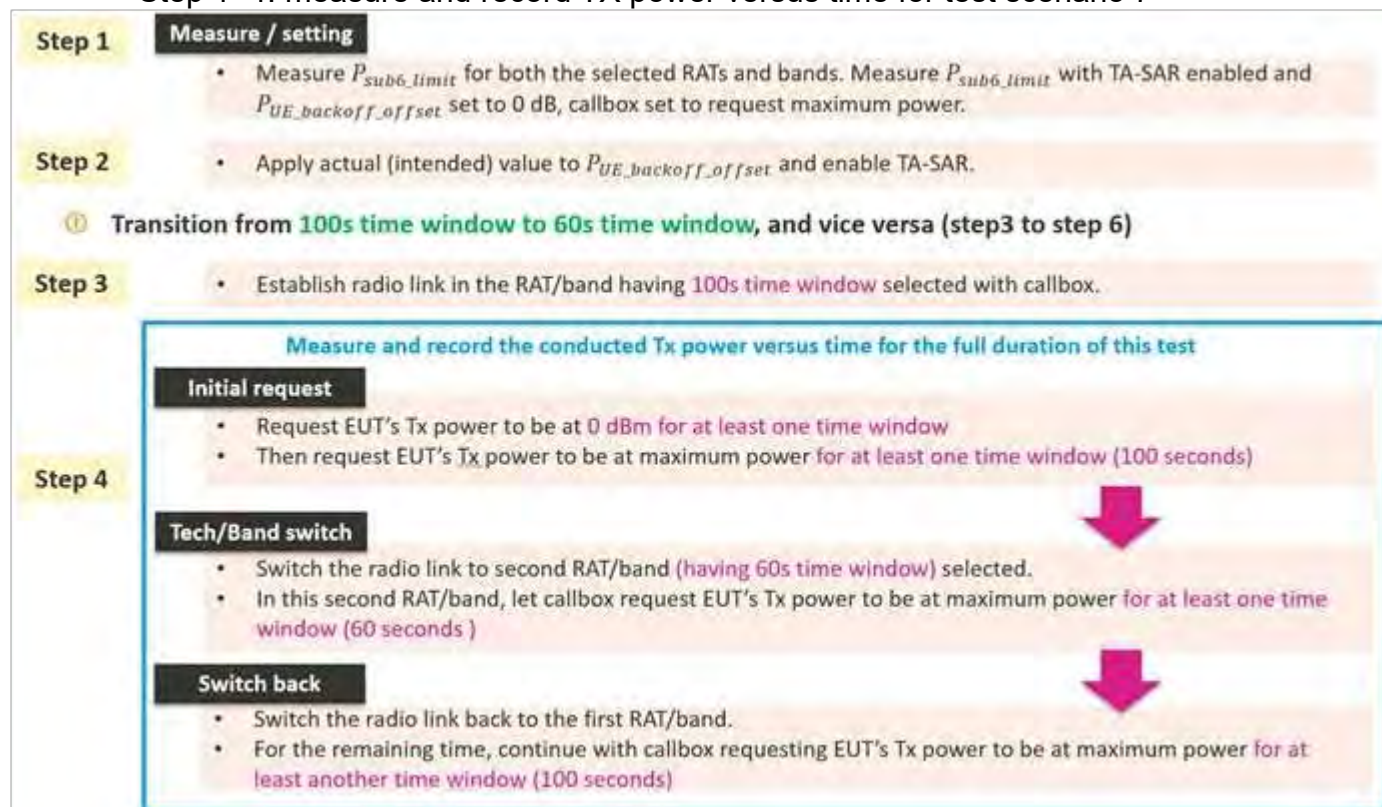 Step 1
Measure / setting
• Measure P_sub6_limit for both the selected RATs and bands. Measure P_sub6_limit with TA-SAR enabled and
P_UE_backoff_offset set to 0 dB, callbox set to request maximum power.
Step 2
• Apply actual (intended) value to P_UE_backoff_offset and enable TA-SAR.
① Transition from 100s time window to 60s time window, and vice versa (step3 to step 6)
Step 3
• Establish radio link in the RAT/band having 100s time window selected with callbox.
Measure and record the conducted Tx power versus time for the full duration of this test
Initial request
• Request EUT's Tx power to be at 0 dBm for at least one time window
• Then request EUT's Tx power to be at maximum power for at least one time window (100 seconds)
Step 4
Tech/Band switch
• Switch the radio link to second RAT/band (having 60s time window) selected.
• In this second RAT/band, let callbox request EUT's Tx power to be at maximum power for at least one time
window (60 seconds )
Switch back
• Switch the radio link back to the first RAT/band.
• For the remaining time, continue with callbox requesting EUT's Tx power to be at maximum power for at
least another time window (100 seconds)